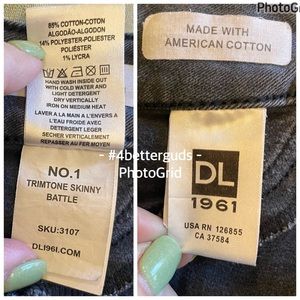 85% COTTON-COTON
ALGODÃO-ALGODON
14% POLYESTER-POLIESTER
POLIÉSTER
1% LYCRA
HAND WASH INSIDE OUT
WITH COLD WATER AND
LIGHT DETERGENT
DRY VERTICALLY
IRON ON MEDIUM HEAT
LAVER A LA MAIN A L'ENVERS
A L'EAU FROIDE AVEC
DETERGENT LEGER
SECHER VERTICALEMENT
REPASSER AU FER MOYEN
NO.1
TRIMTONE SKINNY
BATTLE
SKU:3107
DL1961.COM
PhotoGrid
MADE WITH
AMERICAN COTTON
DL
1961
USA RN 126855
CA 37584
- #4betterguds -
PhotoGrid